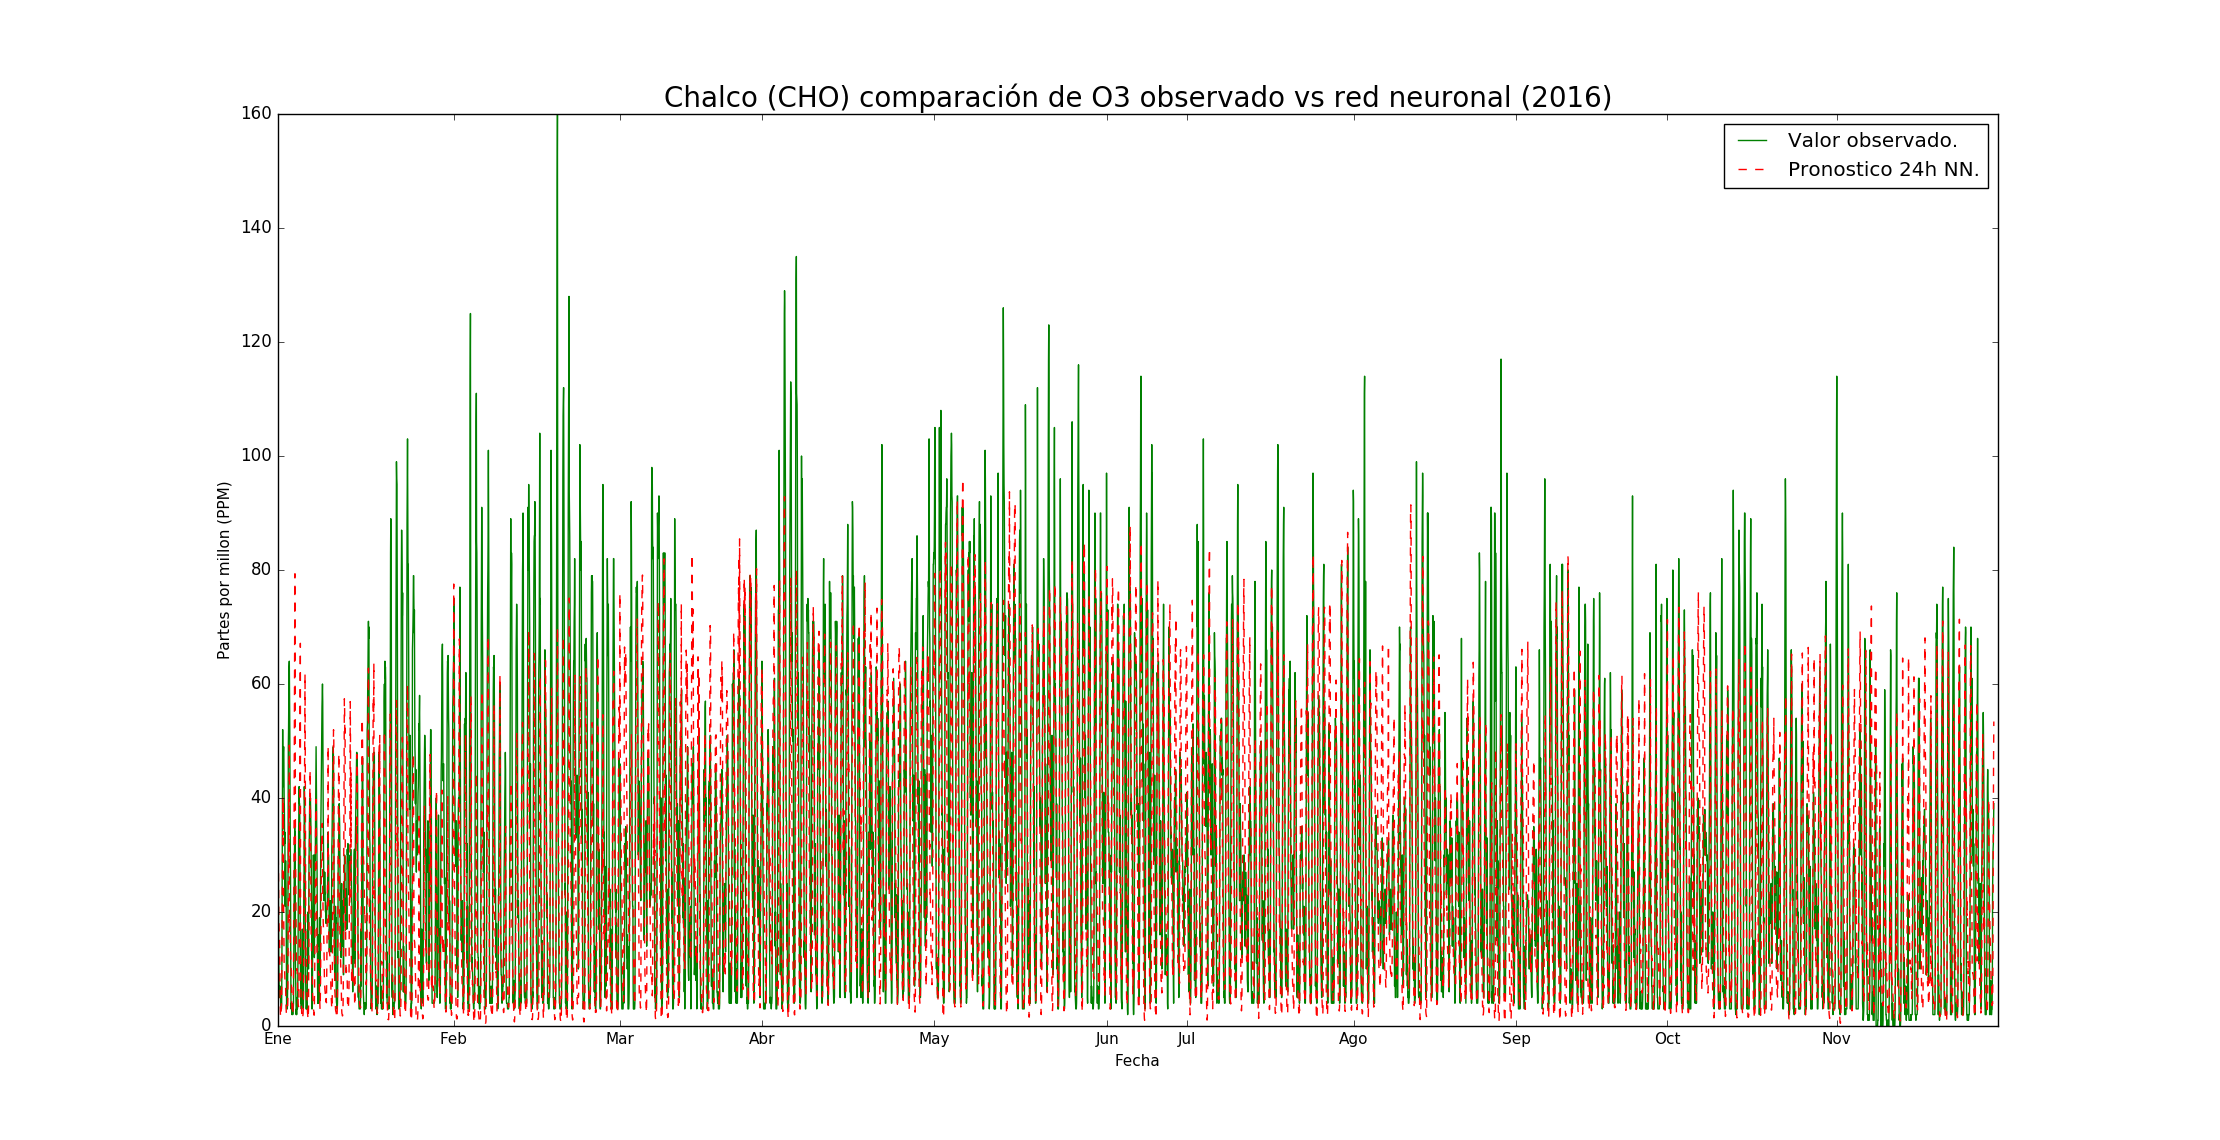 Chalco (CHO) comparación de O3 observado vs red neuronal (2016)
Valor observado.
Pronostico 24h NN.
160
140
120
100
80
60
40
20
0
Partes por millon (PPM)
Ene Feb Mar Abr May Jun Jul Ago Sep Oct Nov
Fecha